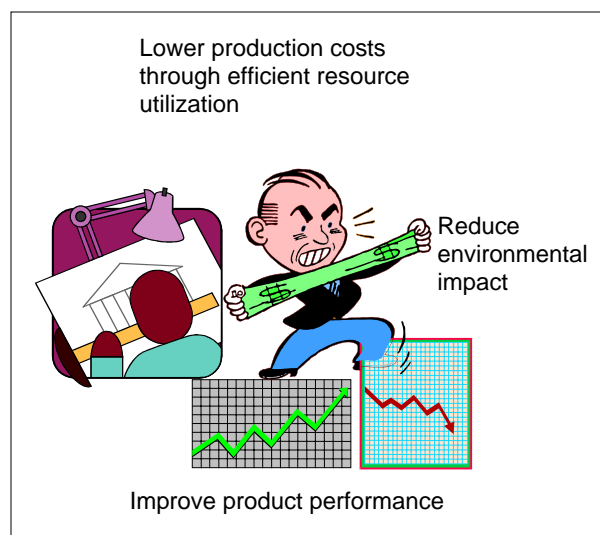 Lower production costs
through efficient resource
utilization
Reduce
environmental
impact
Improve product performance